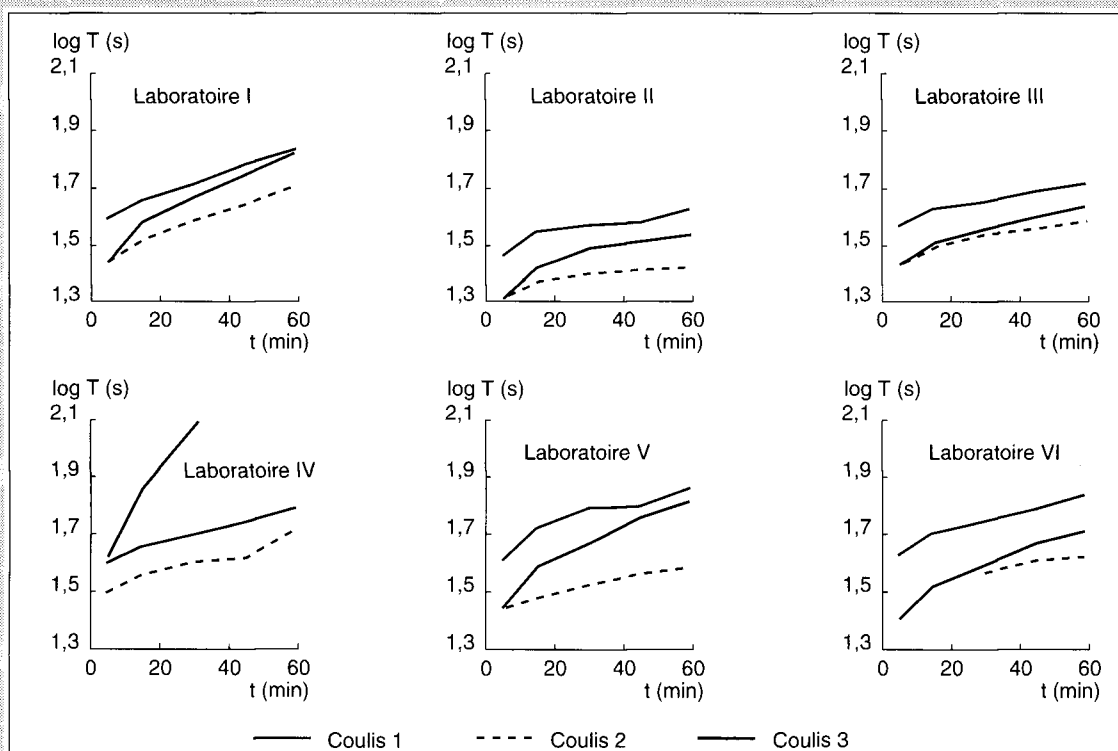 log T (s)
2,1
1,9
1,7
1,5
1,3
0 20 40 60
t (min)
Laboratoire I
log T (s)
2,1
1,9
1,7
1,5
1,3
0 20 40 60
t (min)
Laboratoire II
log T (s)
2,1
1,9
1,7
1,5
1,3
0 20 40 60
t (min)
Laboratoire III
log T (s)
2,1
1,9
1,7
1,5
1,3
0 20 40 60
t (min)
Laboratoire IV
log T (s)
2,1
1,9
1,7
1,5
1,3
0 20 40 60
t (min)
Laboratoire V
log T (s)
2,1
1,9
1,7
1,5
1,3
0 20 40 60
t (min)
Laboratoire VI
Coulis 1 Coulis 2 Coulis 3